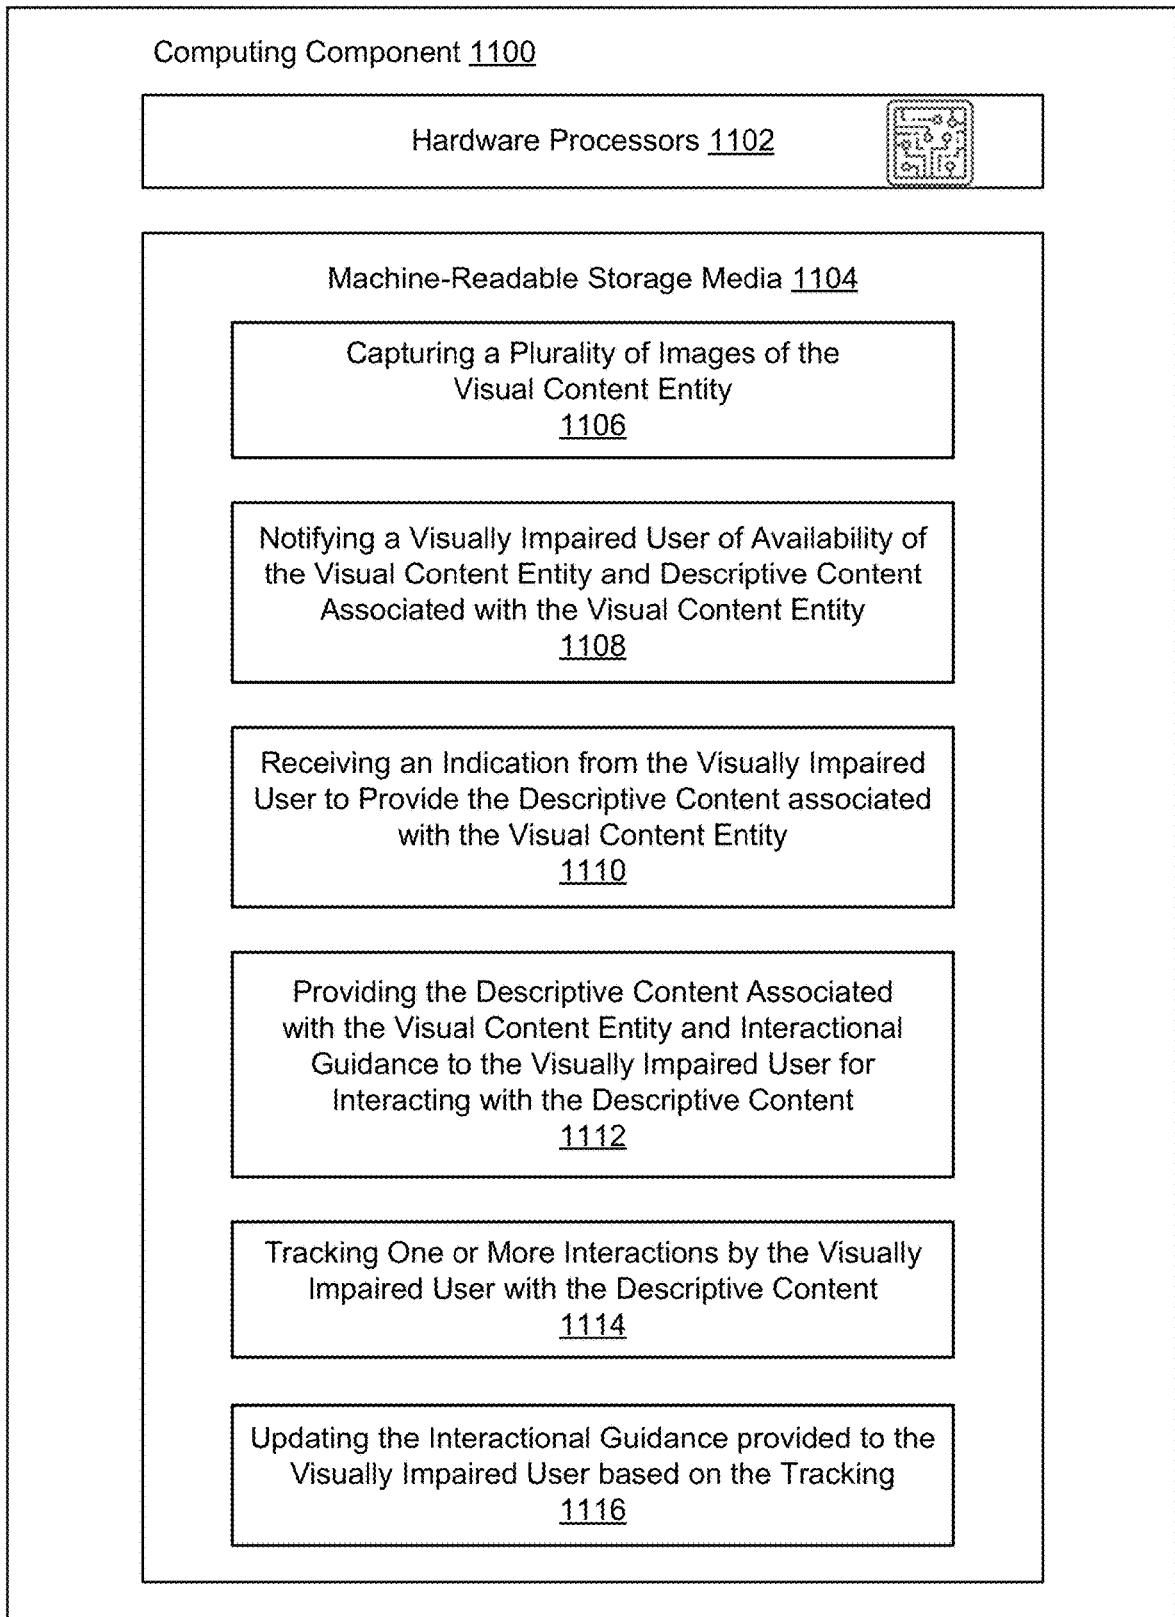 Computing Component 1100
Hardware Processors 1102
Machine-Readable Storage Media 1104
Capturing a Plurality of Images of the
Visual Content Entity
1106
Notifying a Visually Impaired User of Availability of
the Visual Content Entity and Descriptive Content
Associated with the Visual Content Entity
1108
Receiving an Indication from the Visually Impaired
User to Provide the Descriptive Content associated
with the Visual Content Entity
1110
Providing the Descriptive Content Associated
with the Visual Content Entity and Interactional
Guidance to the Visually Impaired User for
Interacting with the Descriptive Content
1112
Tracking One or More Interactions by the Visually
Impaired User with the Descriptive Content
1114
Updating the Interactional Guidance provided to the
Visually Impaired User based on the Tracking
1116